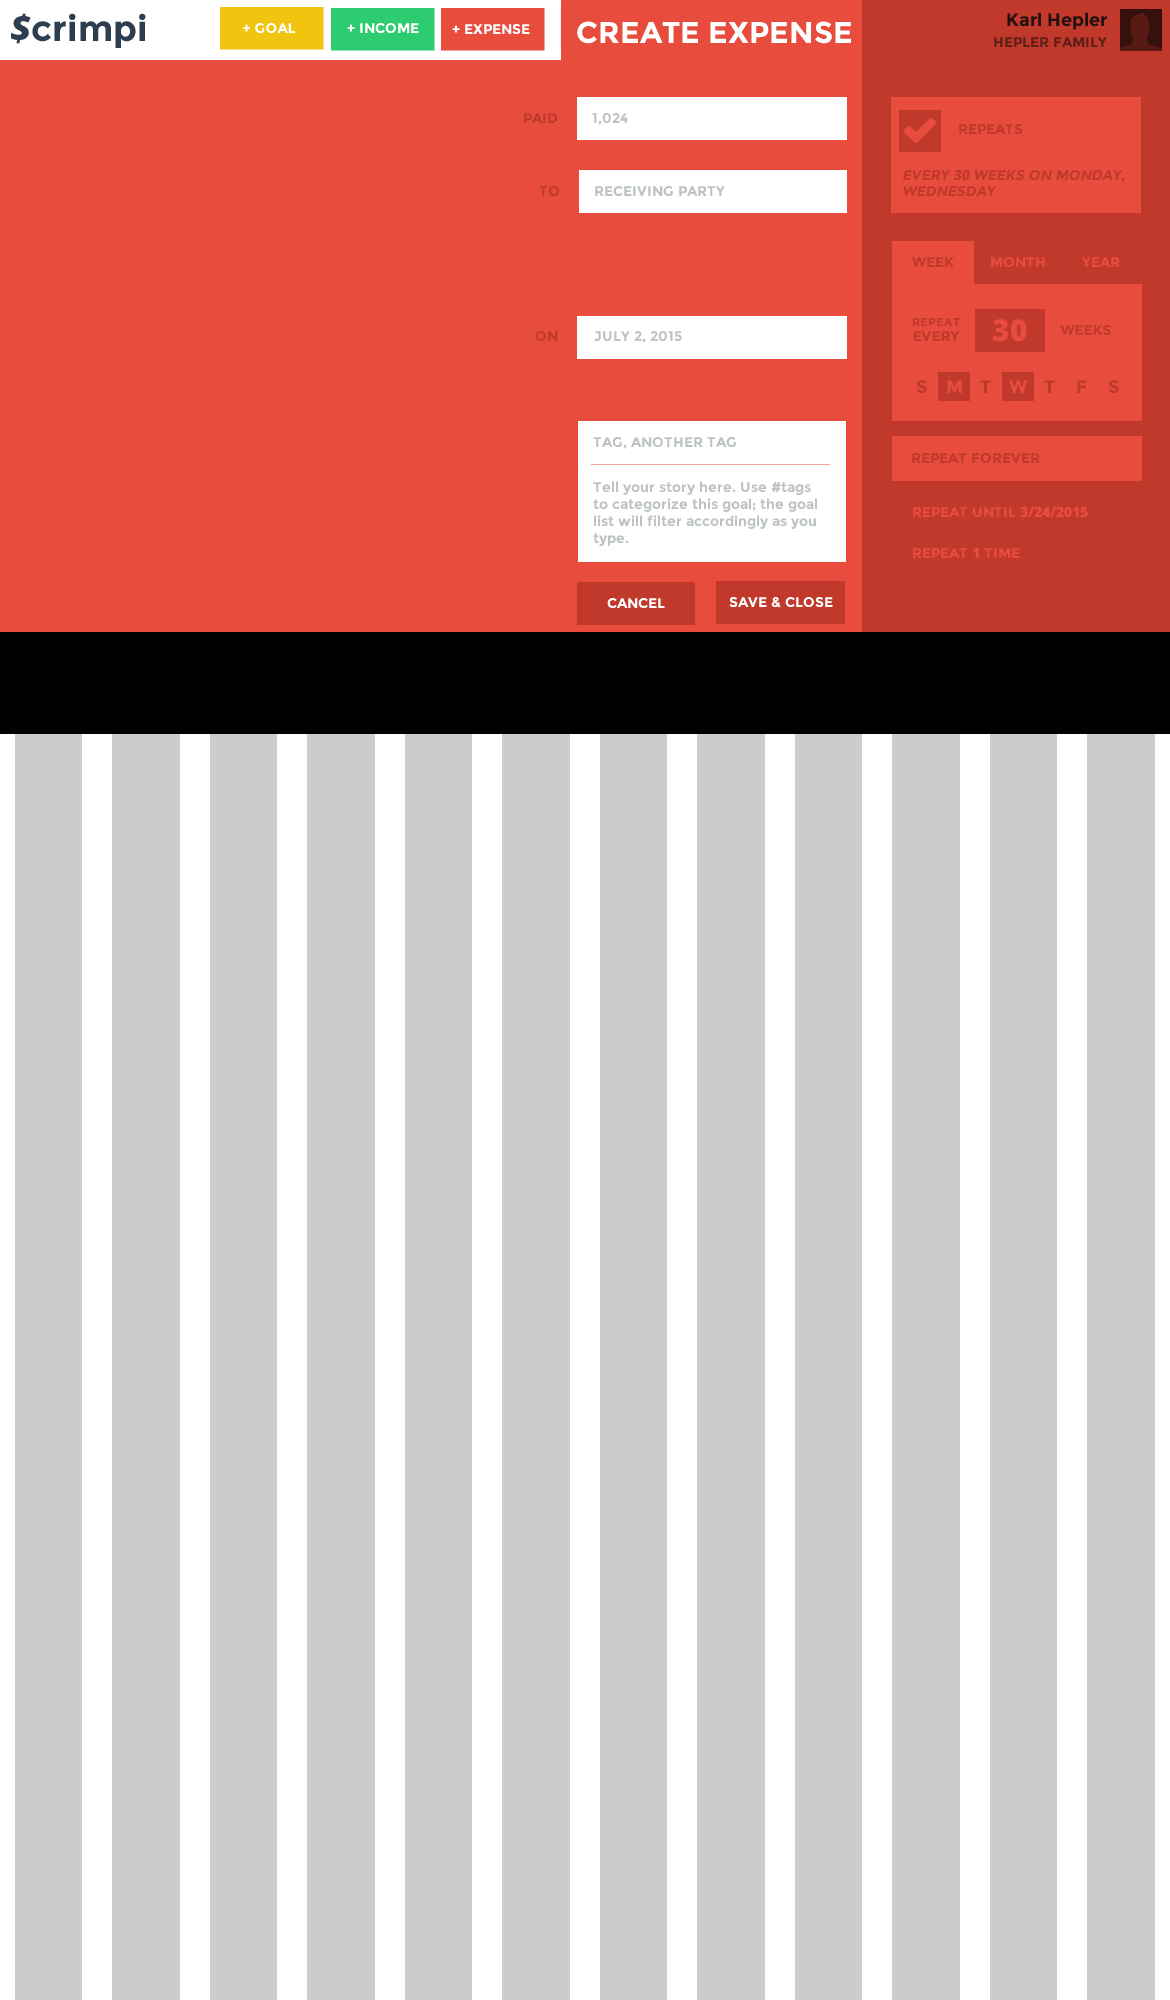 $crimpi
+ GOAL
+ INCOME
+ EXPENSE
CREATE EXPENSE
Karl Hepler
HEPLER FAMILY
PAID
1,024
TO
RECEIVING PARTY
ON
JULY 2, 2015
TAG, ANOTHER TAG
Tell your story here. Use #tags
to categorize this goal; the goal
list will filter accordingly as you
type.
CANCEL
SAVE & CLOSE
REPEATS
EVERY 30 WEEKS ON MONDAY,
WEDNESDAY
WEEK
MONTH
YEAR
REPEAT
EVERY
30
WEEKS
S M T W T F S
REPEAT FOREVER
REPEAT UNTIL 3/24/2015
REPEAT 1 TIME